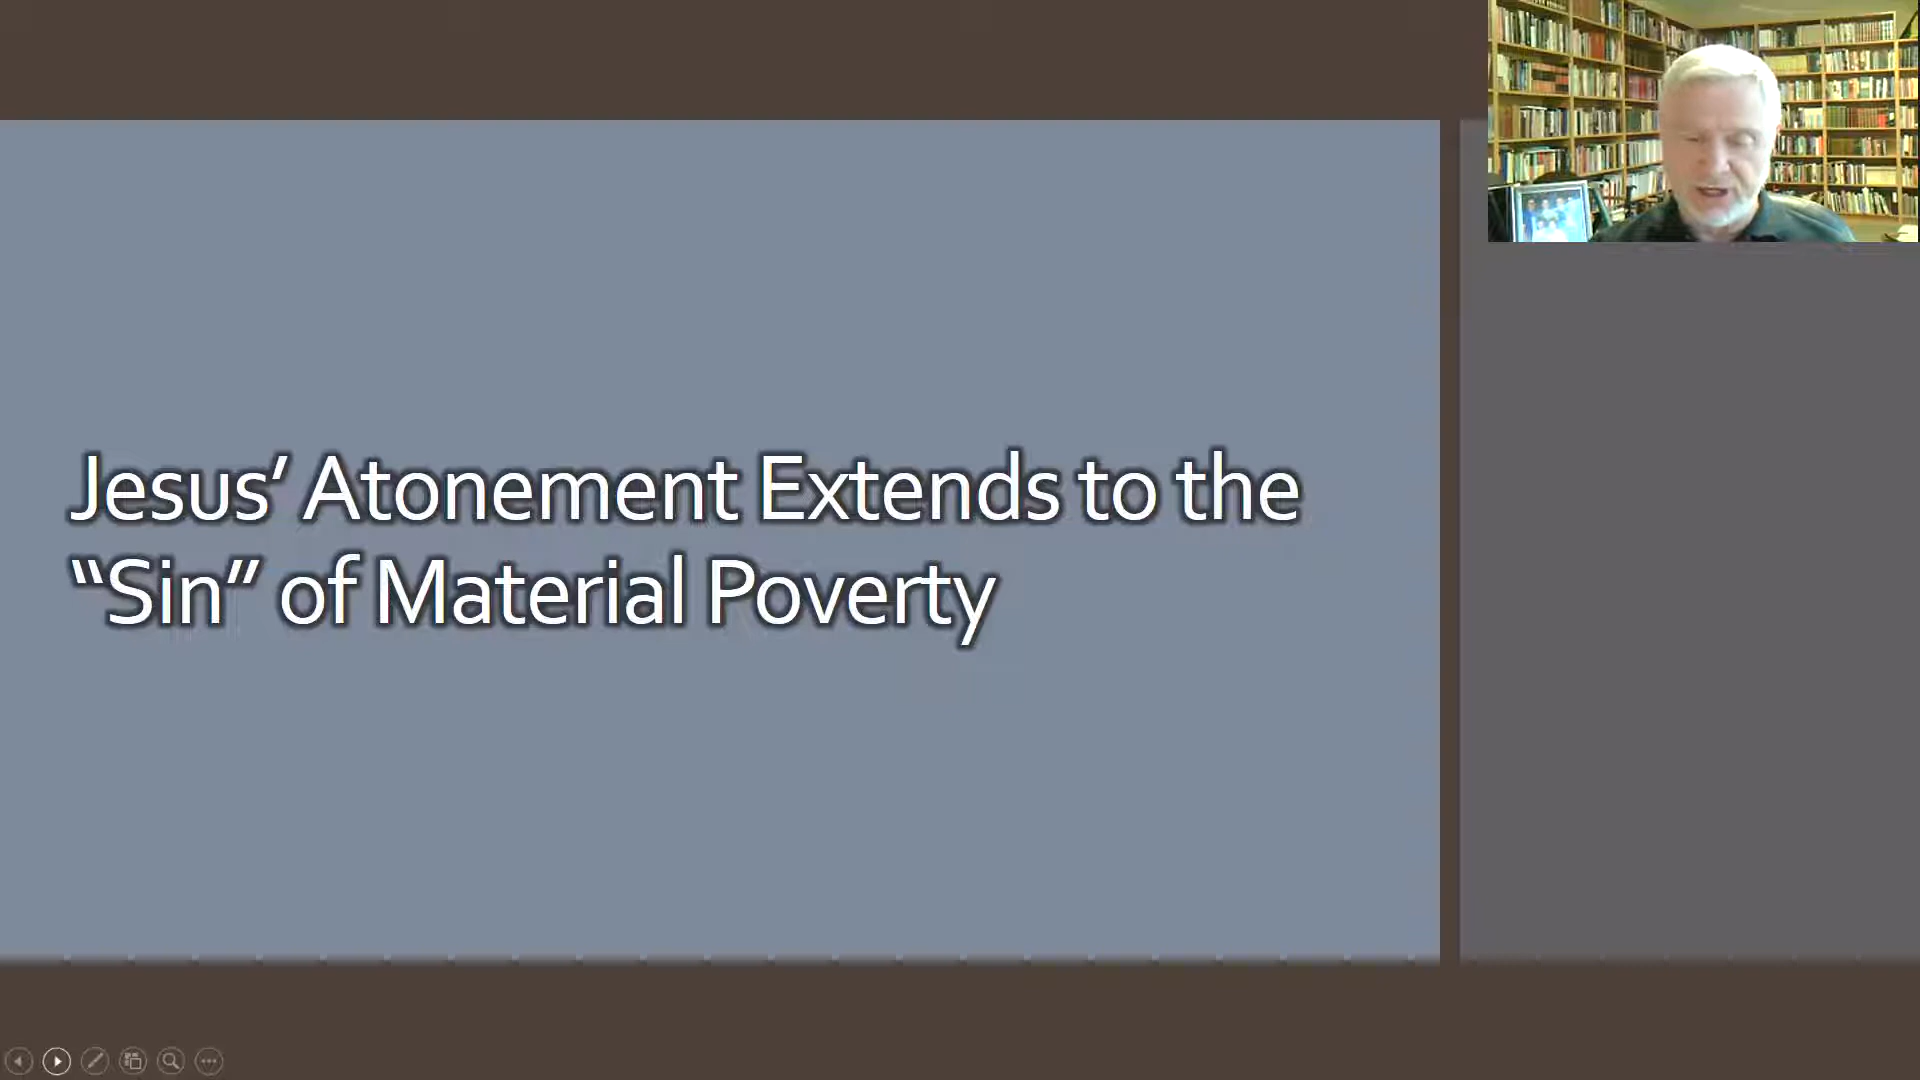 Jesus’ Atonement Extends to the
“Sin” of Material Poverty